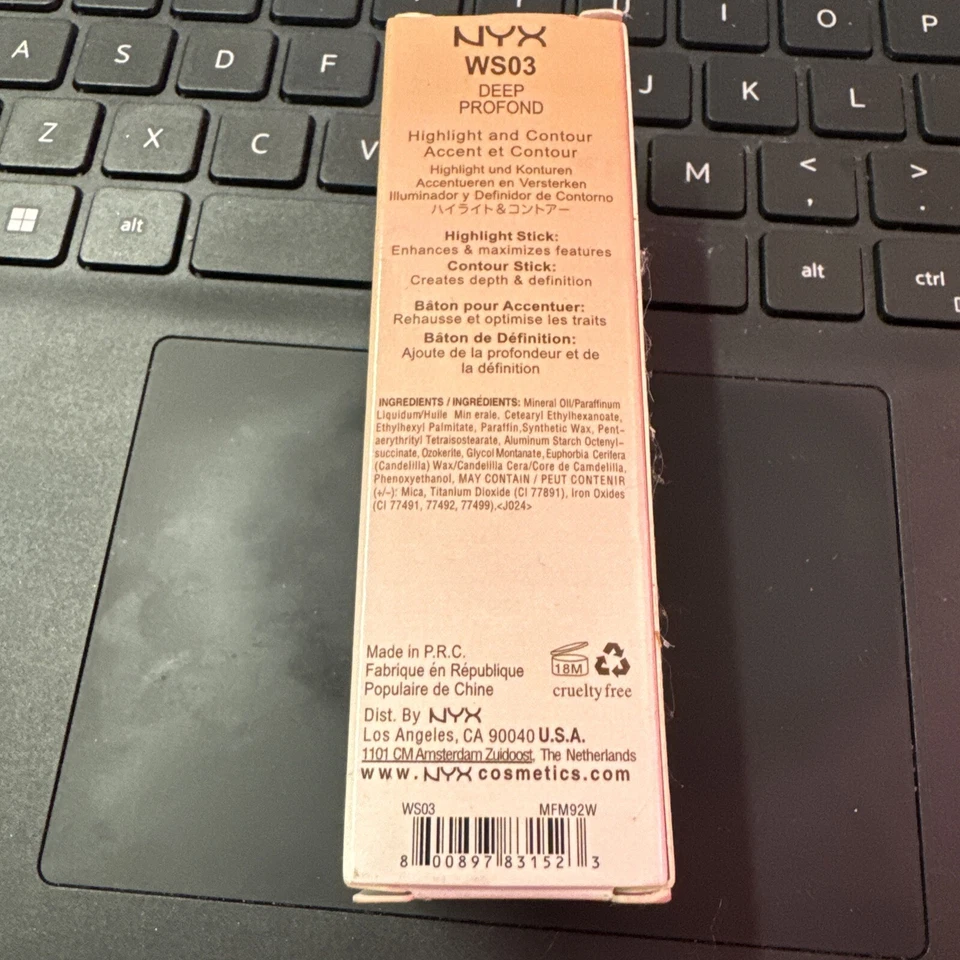 I O P
A S D F J K L
Z X C V M < , > .
alt alt ctrl
NYX
WS03
DEEP
PROFOND
Highlight and Contour
Accent et Contour
Highlight und Konturen
Accentueren en Versterken
Illuminador y Definidor de Contorno
ハイライト&コントアー
Highlight Stick:
Enhances & maximizes features
Contour Stick:
Creates depth & definition
Bâton pour Accentuer:
Rehausse et optimise les traits
Bâton de Définition:
Ajoute de la profondeur et de
la définition
INGREDIENTS / INGRÉDIENTS: Mineral Oil/Paraffinum
Liquidum/Huile Min erale, Cetearyl Ethylhexanoate,
Ethylhexyl Palmitate, Paraffin,Synthetic Wax, Pent-
aerythrityl Tetraisostearate, Aluminum Starch Octenyl-
succinate, Ozokerite, Glycol Montanate, Euphorbia Cerifera
(Candelilla) Wax/Candelilla Cera/Core de Camdelilla,
Phenoxyethanol, MAY CONTAIN / PEUT CONTENIR
(+/–): Mica, Titanium Dioxide (CI 77891), Iron Oxides
(CI 77491, 77492, 77499).<J024>
Made in P.R.C.
Fabrique én République
Populaire de Chine
18M
cruelty free
Dist. By NYX
Los Angeles, CA 90040 U.S.A.
1101 CM Amsterdam Zuidoost, The Netherlands
www.NYXcosmetics.com
WS03 MFM92W
8 00897 83152 3